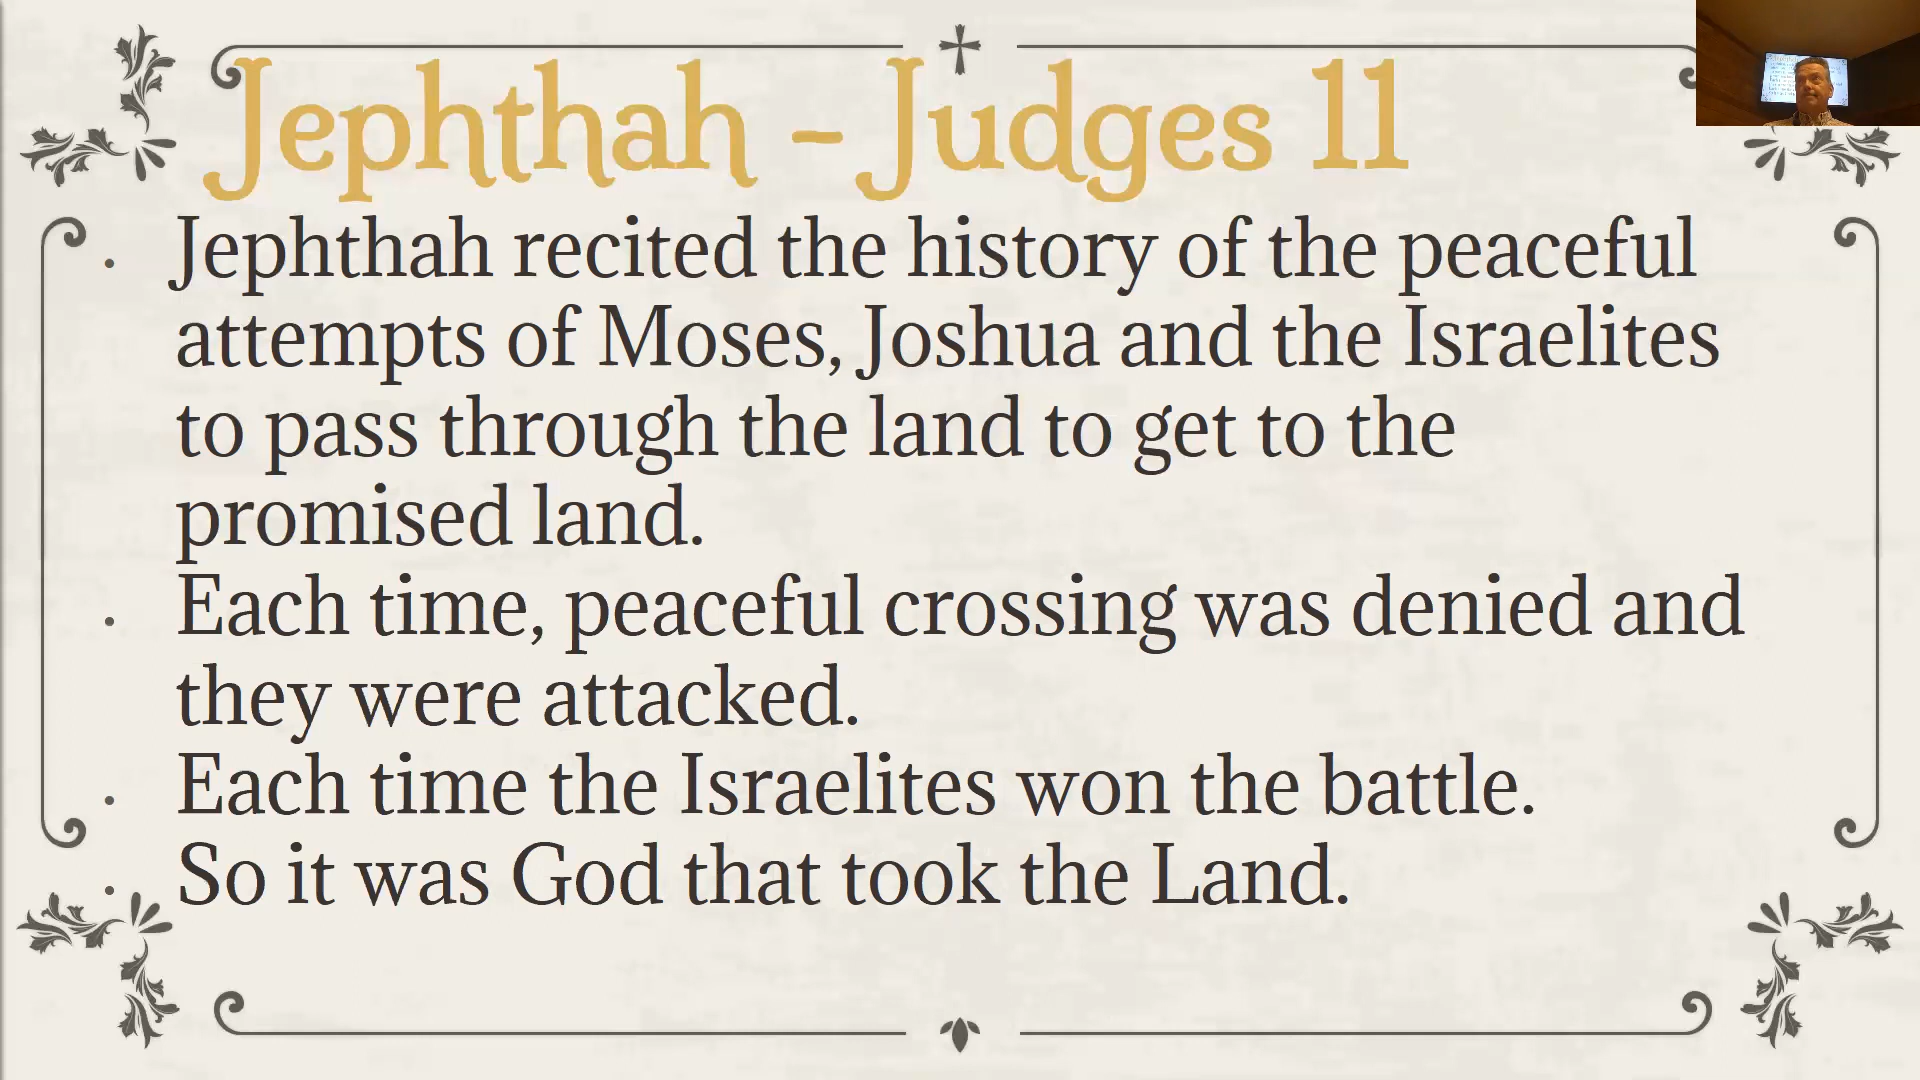 Jephthah - Judges 11
• Jephthah recited the history of the peaceful
attempts of Moses, Joshua and the Israelites
to pass through the land to get to the
promised land.
• Each time, peaceful crossing was denied and
they were attacked.
• Each time the Israelites won the battle.
• So it was God that took the Land.